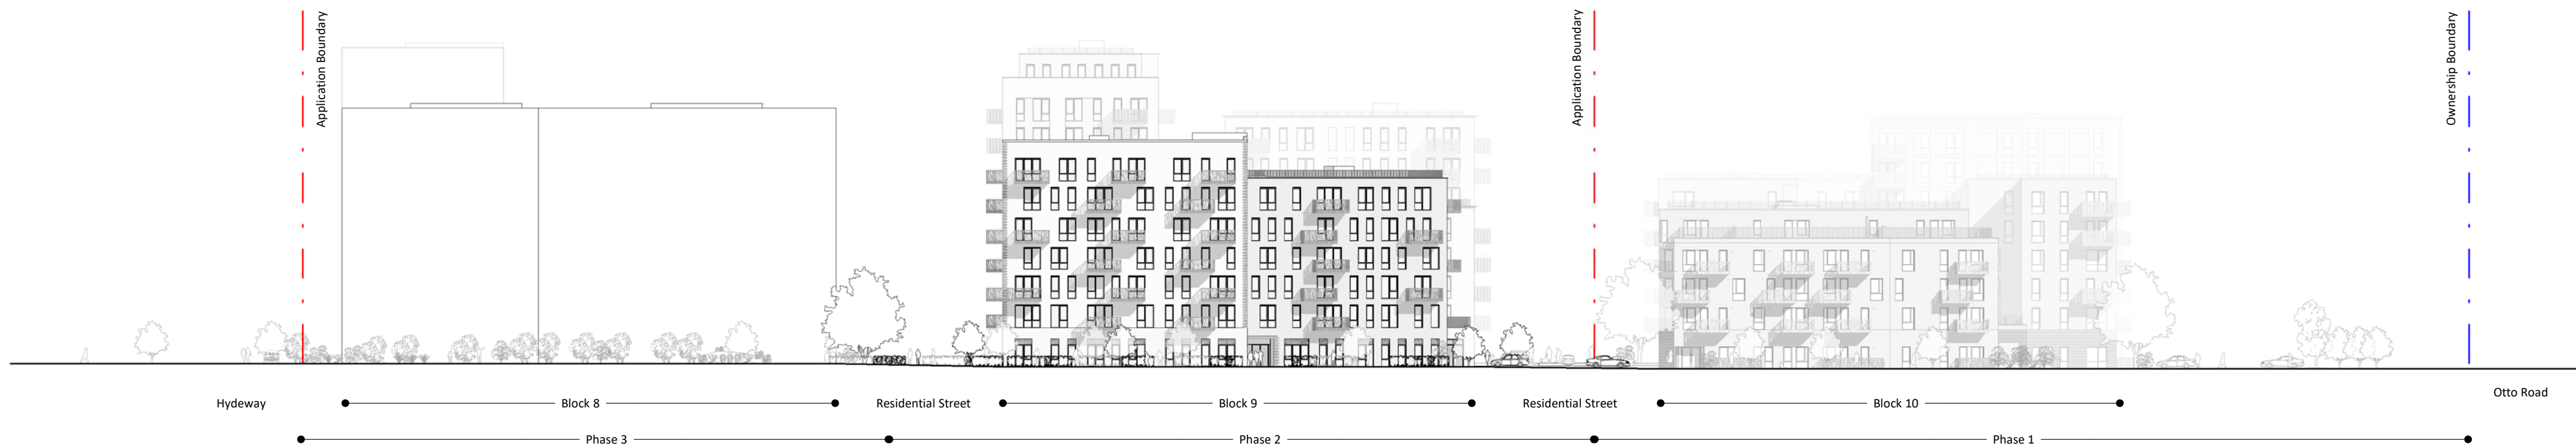 Application Boundary
Application Boundary
Ownership Boundary
Hydeway
Block 8
Residential Street
Block 9
Residential Street
Block 10
Otto Road
Phase 3
Phase 2
Phase 1